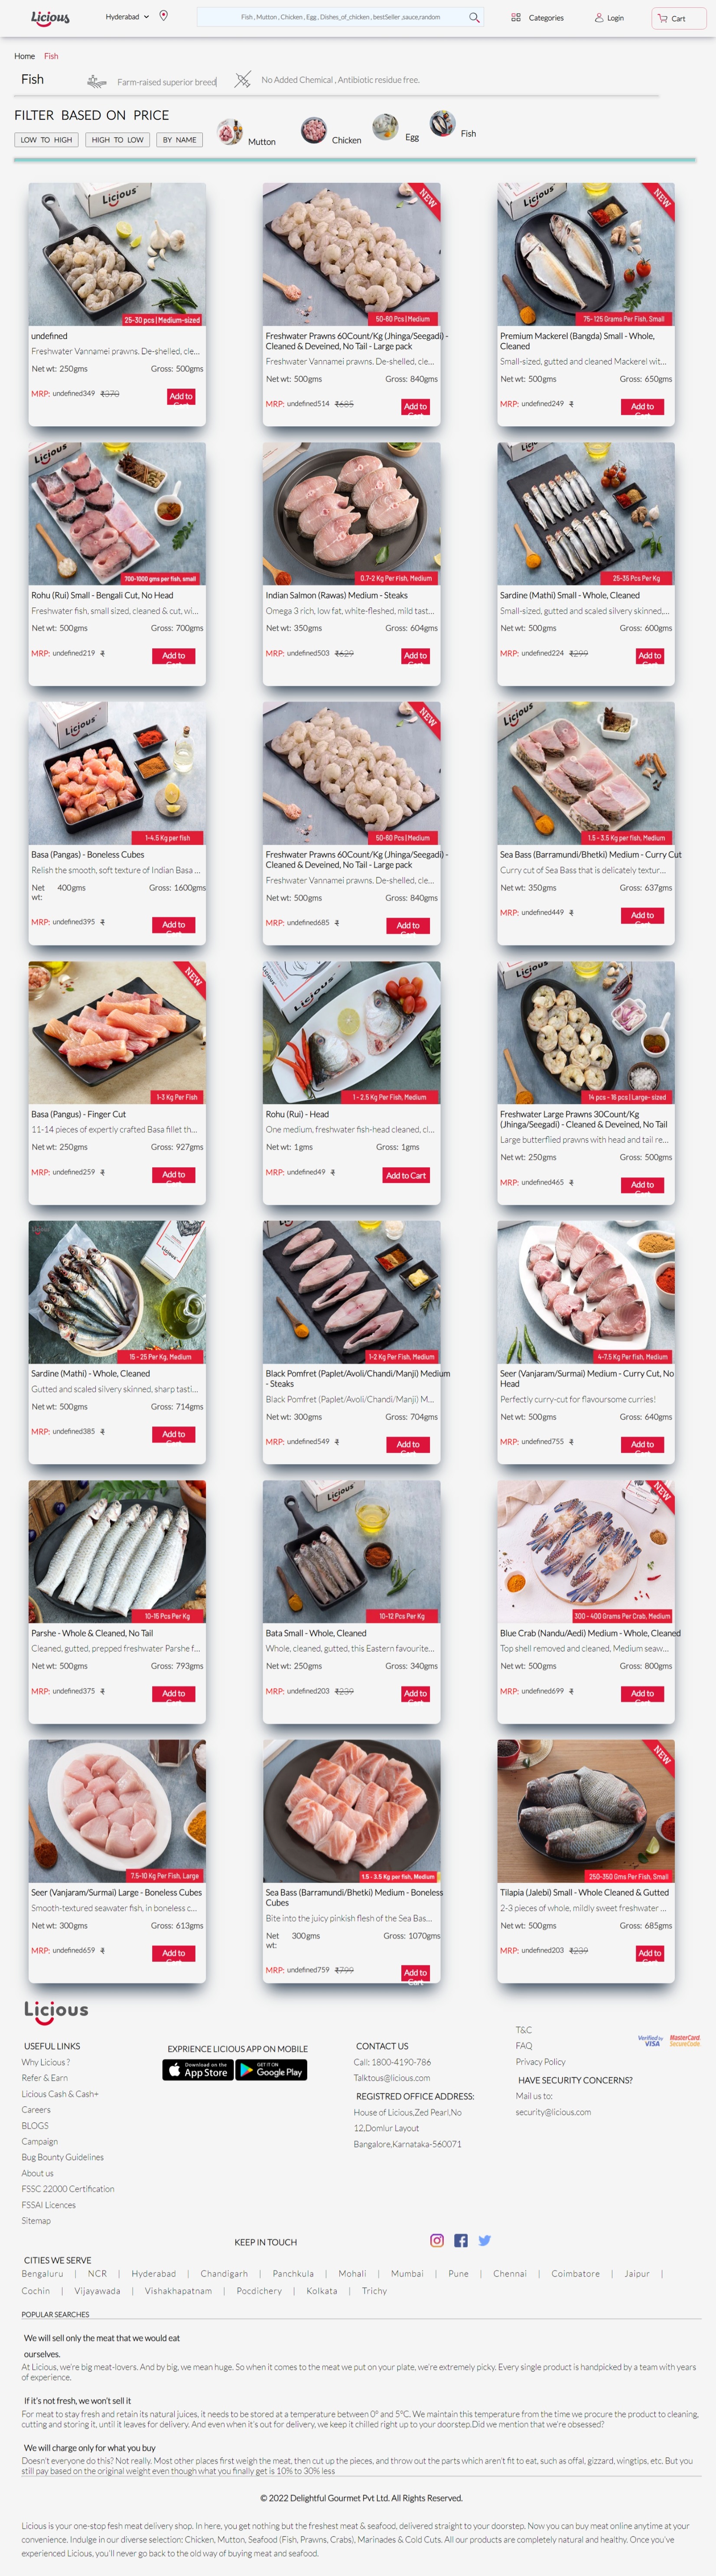 Licious
Hyderabad
Fish , Mutton , Chicken , Egg , Dishes_of_chicken , bestSeller ,sauce,random
Categories
Login
Cart
Home Fish
Fish
Farm-raised superior breed
No Added Chemical , Antibiotic residue free.
FILTER BASED ON PRICE
LOW TO HIGH HIGH TO LOW BY NAME
Mutton Chicken Egg Fish
Licious
25-30 pcs | Medium-sized
undefined
Freshwater Vannamei prawns. De-shelled, cle...
Net wt: 250gms Gross: 500gms
MRP: undefined349 ₹370 Add to Cart
NEW
50-60 Pcs | Medium
Freshwater Prawns 60Count/Kg (Jhinga/Seegadi) -
Cleaned & Deveined, No Tail - Large pack
Freshwater Vannamei prawns. De-shelled, cle...
Net wt: 500gms Gross: 840gms
MRP: undefined514 ₹685 Add to Cart
Licious
NEW
75- 125 Grams Per Fish, Small
Premium Mackerel (Bangda) Small - Whole,
Cleaned
Small-sized, gutted and cleaned Mackerel wit...
Net wt: 500gms Gross: 650gms
MRP: undefined249 ₹ Add to Cart
Licious
700-1000 gms per fish, small
Rohu (Rui) Small - Bengali Cut, No Head
Freshwater fish, small sized, cleaned & cut, wi...
Net wt: 500gms Gross: 700gms
MRP: undefined219 ₹ Add to Cart
0.7-2 Kg Per Fish, Medium
Indian Salmon (Rawas) Medium - Steaks
Omega 3 rich, low fat, white-fleshed, mild tast...
Net wt: 350gms Gross: 604gms
MRP: undefined503 ₹629 Add to Cart
Licious
25-35 Pcs Per Kg
Sardine (Mathi) Small - Whole, Cleaned
Small-sized, gutted and scaled silvery skinned,...
Net wt: 500gms Gross: 600gms
MRP: undefined224 ₹299 Add to Cart
Licious
1-4.5 Kg per fish
Basa (Pangas) - Boneless Cubes
Relish the smooth, soft texture of Indian Basa ...
Net wt: 400gms Gross: 1600gms
MRP: undefined395 ₹ Add to Cart
NEW
50-60 Pcs | Medium
Freshwater Prawns 60Count/Kg (Jhinga/Seegadi) -
Cleaned & Deveined, No Tail - Large pack
Freshwater Vannamei prawns. De-shelled, cle...
Net wt: 500gms Gross: 840gms
MRP: undefined685 ₹ Add to Cart
Licious
1.5 - 3.5 Kg per fish, Medium
Sea Bass (Barramundi/Bhetki) Medium - Curry Cut
Curry cut of Sea Bass that is delicately textur...
Net wt: 350gms Gross: 637gms
MRP: undefined449 ₹ Add to Cart
NEW
1-3 Kg Per Fish
Basa (Pangus) - Finger Cut
11-14 pieces of expertly crafted Basa fillet th...
Net wt: 250gms Gross: 927gms
MRP: undefined259 ₹ Add to Cart
Licious
1 - 2.5 Kg Per Fish, Medium
Rohu (Rui) - Head
One medium, freshwater fish-head cleaned, cl...
Net wt: 1gms Gross: 1gms
MRP: undefined49 ₹ Add to Cart
14 pcs - 16 pcs | Large- sized
Freshwater Large Prawns 30Count/Kg
(Jhinga/Seegadi) - Cleaned & Deveined, No Tail
Large butterflied prawns with head and tail re...
Net wt: 250gms Gross: 500gms
MRP: undefined465 ₹ Add to Cart
Licious
15 - 25 Per Kg, Medium
Sardine (Mathi) - Whole, Cleaned
Gutted and scaled silvery skinned, sharp tasti...
Net wt: 500gms Gross: 714gms
MRP: undefined385 ₹ Add to Cart
1-2 Kg Per Fish, Medium
Black Pomfret (Paplet/Avoli/Chandi/Manji) Medium
- Steaks
Black Pomfret (Paplet/Avoli/Chandi/Manji) M...
Net wt: 300gms Gross: 704gms
MRP: undefined549 ₹ Add to Cart
4-7.5 Kg per fish, Medium
Seer (Vanjaram/Surmai) Medium - Curry Cut, No
Head
Perfectly curry-cut for flavoursome curries!
Net wt: 500gms Gross: 640gms
MRP: undefined755 ₹ Add to Cart
10-15 Pcs Per Kg
Parshe - Whole & Cleaned, No Tail
Cleaned, gutted, prepped freshwater Parshe f...
Net wt: 500gms Gross: 793gms
MRP: undefined375 ₹ Add to Cart
Licious
10-12 Pcs Per Kg
Bata Small - Whole, Cleaned
Whole, cleaned, gutted, this Eastern favourite...
Net wt: 250gms Gross: 340gms
MRP: undefined203 ₹239 Add to Cart
NEW
300 - 400 Grams Per Crab, Medium
Blue Crab (Nandu/Aedi) Medium - Whole, Cleaned
Top shell removed and cleaned, Medium seaw...
Net wt: 500gms Gross: 800gms
MRP: undefined699 ₹ Add to Cart
7.5-10 Kg Per Fish, Large
Seer (Vanjaram/Surmai) Large - Boneless Cubes
Smooth-textured seawater fish, in boneless c...
Net wt: 300gms Gross: 613gms
MRP: undefined659 ₹ Add to Cart
1.5 - 3.5 Kg per fish, Medium
Sea Bass (Barramundi/Bhetki) Medium - Boneless
Cubes
Bite into the juicy pinkish flesh of the Sea Bas...
Net wt: 300gms Gross: 1070gms
MRP: undefined759 ₹799 Add to Cart
NEW
250-350 Gms Per Fish, Small
Tilapia (Jalebi) Small - Whole Cleaned & Gutted
2-3 pieces of whole, mildly sweet freshwater ...
Net wt: 500gms Gross: 685gms
MRP: undefined203 ₹239 Add to Cart
Licious
USEFUL LINKS
Why Licious ?
Refer & Earn
Licious Cash & Cash+
Careers
BLOGS
Campaign
Bug Bounty Guidelines
About us
FSSC 22000 Certification
FSSAI Licences
Sitemap
EXPRIENCE LICIOUS APP ON MOBILE
Download on the App Store
GET IT ON Google Play
CONTACT US
Call: 1800-4190-786
Talktous@licious.com
REGISTRED OFFICE ADDRESS:
House of Licious,Zed Pearl,No
12,Domlur Layout
Bangalore,Karnataka-560071
T&C
FAQ
Privacy Policy
HAVE SECURITY CONCERNS?
Mail us to:
security@licious.com
Verified by VISA
MasterCard SecureCode
KEEP IN TOUCH
CITIES WE SERVE
Bengaluru | NCR | Hyderabad | Chandigarh | Panchkula | Mohali | Mumbai | Pune | Chennai | Coimbatore | Jaipur |
Cochin | Vijayawada | Vishakhapatnam | Pocdichery | Kolkata | Trichy
POPULAR SEARCHES
We will sell only the meat that we would eat
ourselves.
At Licious, we're big meat-lovers. And by big, we mean huge. So when it comes to the meat we put on your plate, we're extremely picky. Every single product is handpicked by a team with years
of experience.
If it's not fresh, we won't sell it
For meat to stay fresh and retain its natural juices, it needs to be stored at a temperature between 0° and 5°C. We maintain this temperature from the time we procure the product to cleaning,
cutting and storing it, until it leaves for delivery. And even when it's out for delivery, we keep it chilled right up to your doorstep.Did we mention that we're obsessed?
We will charge only for what you buy
Doesn't everyone do this? Not really. Most other places first weigh the meat, then cut up the pieces, and throw out the parts which aren't fit to eat, such as offal, gizzard, wingtips, etc. But you
still pay based on the original weight even though what you finally get is 10% to 30% less
© 2022 Delightful Gourmet Pvt Ltd. All Rights Reserved.
Licious is your one-stop fesh meat delivery shop. In here, you get nothing but the freshest meat & seafood, delivered straight to your doorstep. Now you can buy meat online anytime at your
convenience. Indulge in our diverse selection: Chicken, Mutton, Seafood (Fish, Prawns, Crabs), Marinades & Cold Cuts. All our products are completely natural and healthy. Once you've
experienced Licious, you'll never go back to the old way of buying meat and seafood.